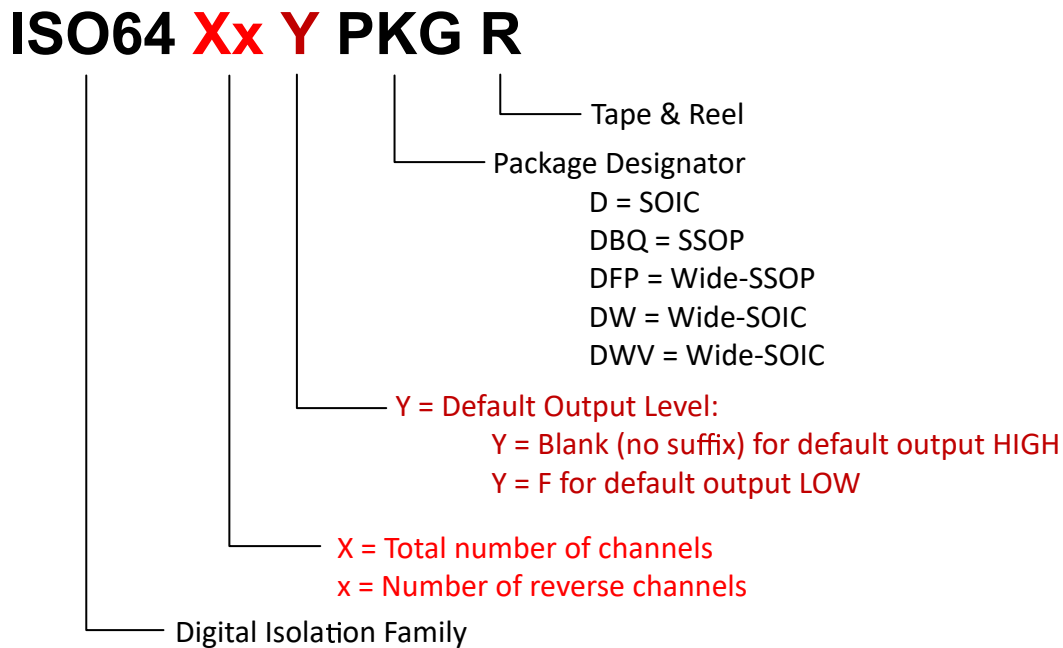 ISO64 Xx Y PKG R
Tape & Reel
Package Designator
D = SOIC
DBQ = SSOP
DFP = Wide-SSOP
DW = Wide-SOIC
DWV = Wide-SOIC
Y = Default Output Level:
Y = Blank (no suffix) for default output HIGH
Y = F for default output LOW
X = Total number of channels
x = Number of reverse channels
Digital Isolation Family